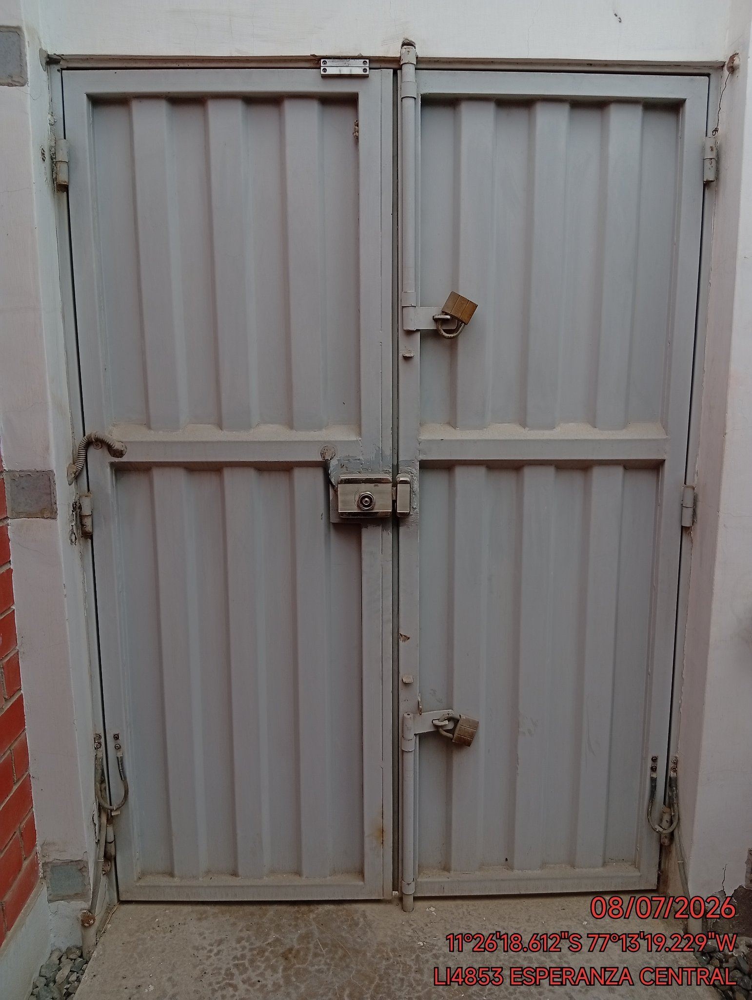 08/07/2026
11°26'18.612"S 77°13'19.229"W
LI4853 ESPERANZA CENTRAL